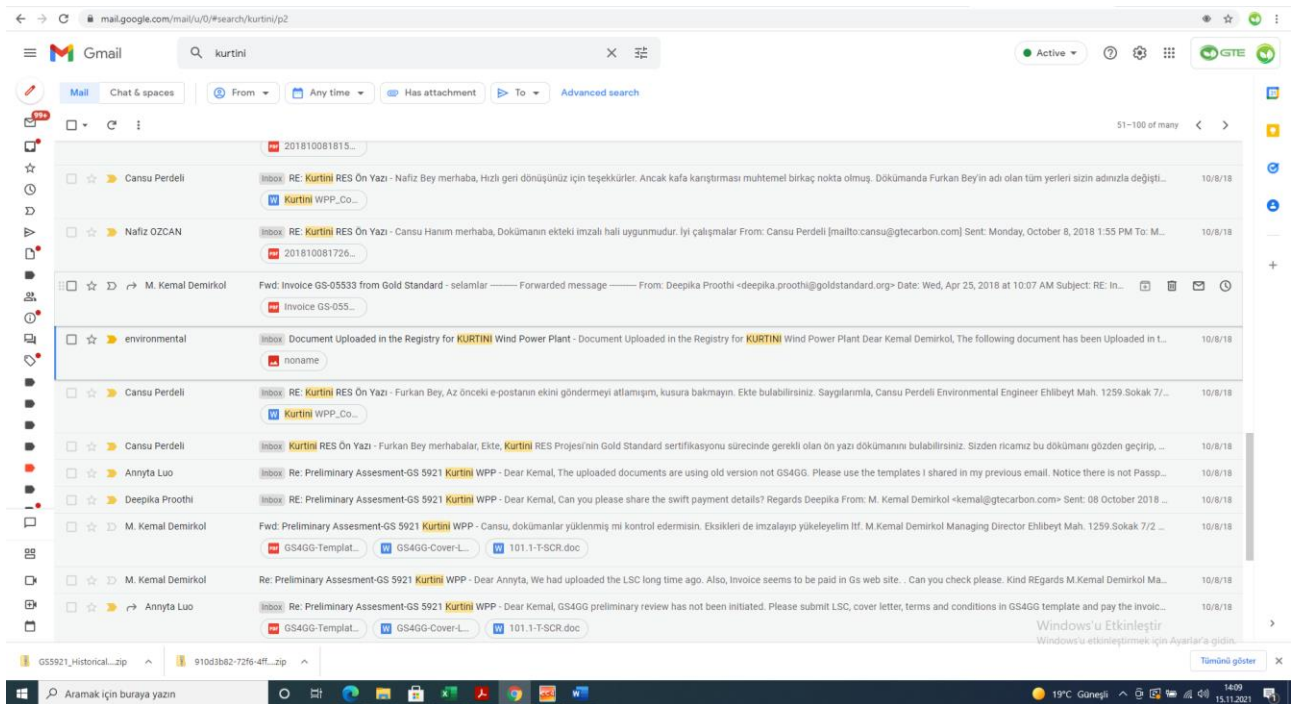 mail.google.com/mail/u/0/#search/kurtini/p2
Gmail
kurtini
Active
GTE
Mail Chat & spaces From Any time Has attachment To Advanced search
99+
51–100 of many
PDF 201810081815...
Cansu Perdeli Inbox RE: Kurtini RES Ön Yazı - Nafiz Bey merhaba, Hızlı geri dönüşünüz için teşekkürler. Ancak kafa karıştırması muhtemel birkaç nokta olmuş. Dökümanda Furkan Bey'in adı olan tüm yerleri sizin adınızla değişti... 10/8/18
W Kurtini WPP_Co...
Nafiz OZCAN Inbox RE: Kurtini RES Ön Yazı - Cansu Hanım merhaba, Dokümanın ekteki imzalı hali uygunmudur. İyi çalışmalar From: Cansu Perdeli [mailto:cansu@gtecarbon.com] Sent: Monday, October 8, 2018 1:55 PM To: M... 10/8/18
PDF 201810081726...
M. Kemal Demirkol Fwd: Invoice GS-05533 from Gold Standard - selamlar ---------- Forwarded message ---------- From: Deepika Proothi <deepika.proothi@goldstandard.org> Date: Wed, Apr 25, 2018 at 10:07 AM Subject: RE: In...
PDF Invoice GS-055...
environmental Inbox Document Uploaded in the Registry for KURTINI Wind Power Plant - Document Uploaded in the Registry for KURTINI Wind Power Plant Dear Kemal Demirkol, The following document has been Uploaded in t... 10/8/18
noname
Cansu Perdeli Inbox RE: Kurtini RES Ön Yazı - Furkan Bey, Az önceki e-postanın ekini göndermeyi atlamışım, kusura bakmayın. Ekte bulabilirsiniz. Saygılarımla, Cansu Perdeli Environmental Engineer Ehlibeyt Mah. 1259.Sokak 7/... 10/8/18
W Kurtini WPP_Co...
Cansu Perdeli Inbox Kurtini RES Ön Yazı - Furkan Bey merhabalar, Ekte, Kurtini RES Projesi'nin Gold Standard sertifikasyonu sürecinde gerekli olan ön yazı dökümanını bulabilirsiniz. Sizden ricamız bu dökümanı gözden geçirip, ... 10/8/18
Annyta Luo Inbox Re: Preliminary Assesment-GS 5921 Kurtini WPP - Dear Kemal, The uploaded documents are using old version not GS4GG. Please use the templates I shared in my previous email. Notice there is not Passp... 10/8/18
Deepika Proothi Inbox RE: Preliminary Assesment-GS 5921 Kurtini WPP - Dear Kemal, Can you please share the swift payment details? Regards Deepika From: M. Kemal Demirkol <kemal@gtecarbon.com> Sent: 08 October 2018 ... 10/8/18
M. Kemal Demirkol Fwd: Preliminary Assesment-GS 5921 Kurtini WPP - Cansu, dokümanlar yüklenmiş mi kontrol edermisin. Eksikleri de imzalayıp yükeleyelim ltf. M.Kemal Demirkol Managing Director Ehlibeyt Mah. 1259.Sokak 7/2 ... 10/8/18
PDF GS4GG-Templat... W GS4GG-Cover-L... W 101.1-T-SCR.doc
M. Kemal Demirkol Re: Preliminary Assesment-GS 5921 Kurtini WPP - Dear Annyta, We had uploaded the LSC long time ago. Also, Invoice seems to be paid in Gs web site. . Can you check please. Kind REgards M.Kemal Demirkol Ma... 10/8/18
Annyta Luo Inbox Re: Preliminary Assesment-GS 5921 Kurtini WPP - Dear Kemal, GS4GG preliminary review has not been initiated. Please submit LSC, cover letter, terms and conditions in GS4GG template and pay the invoic... 10/8/18
PDF GS4GG-Templat... W GS4GG-Cover-L... W 101.1-T-SCR.doc
Windows'u Etkinleştir
Windows'u etkinleştirmek için Ayarlar'a gidin.
GS5921_Historical....zip 910d3b82-72f6-4ff....zip Tümünü göster
Aramak için buraya yazın 19°C Güneşli 14:09
15.11.2021